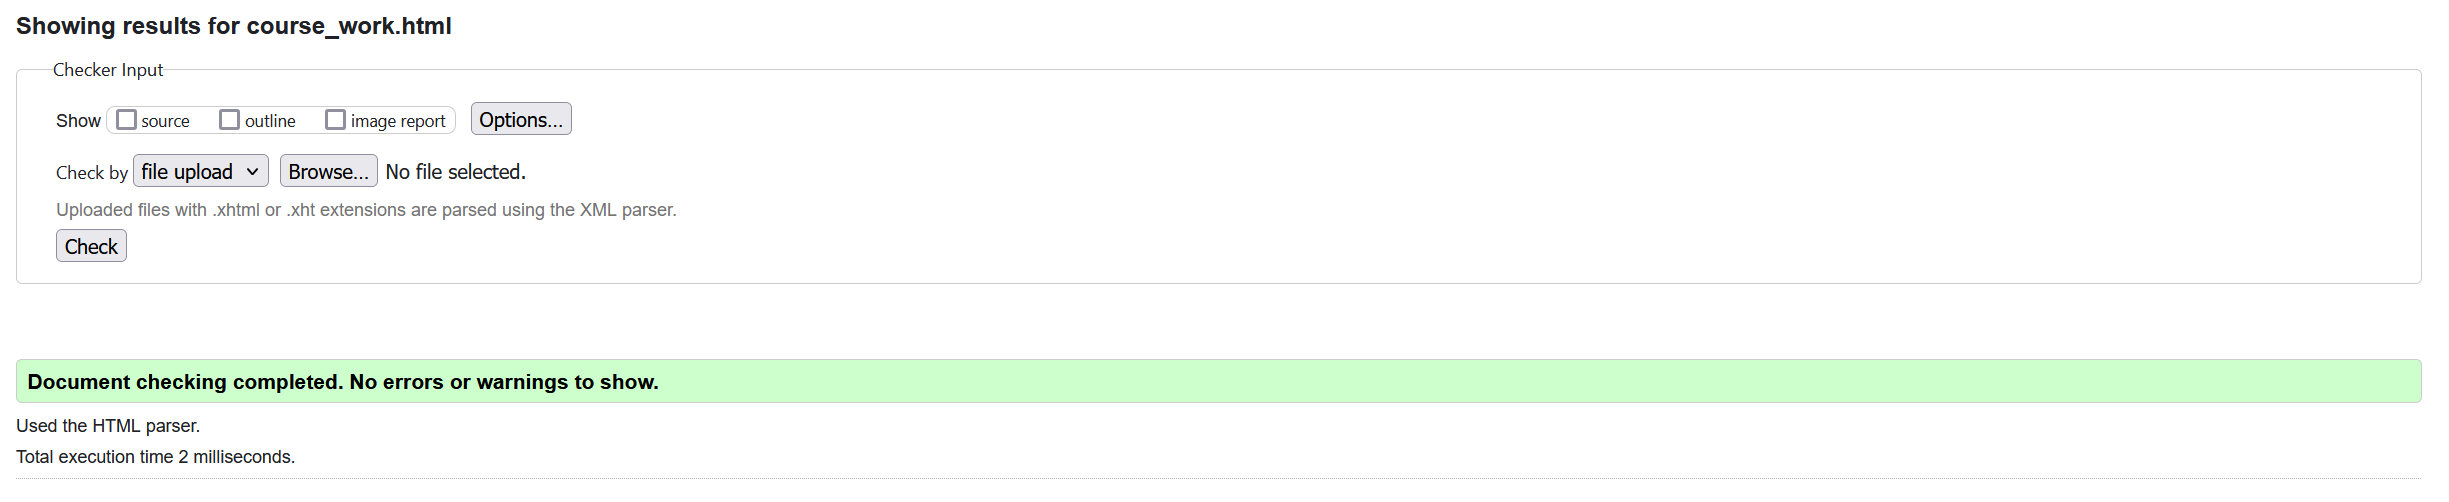 Showing results for course_work.html
Checker Input
Show source outline image report Options...
Check by file upload Browse... No file selected.
Uploaded files with .xhtml or .xht extensions are parsed using the XML parser.
Check
Document checking completed. No errors or warnings to show.
Used the HTML parser.
Total execution time 2 milliseconds.